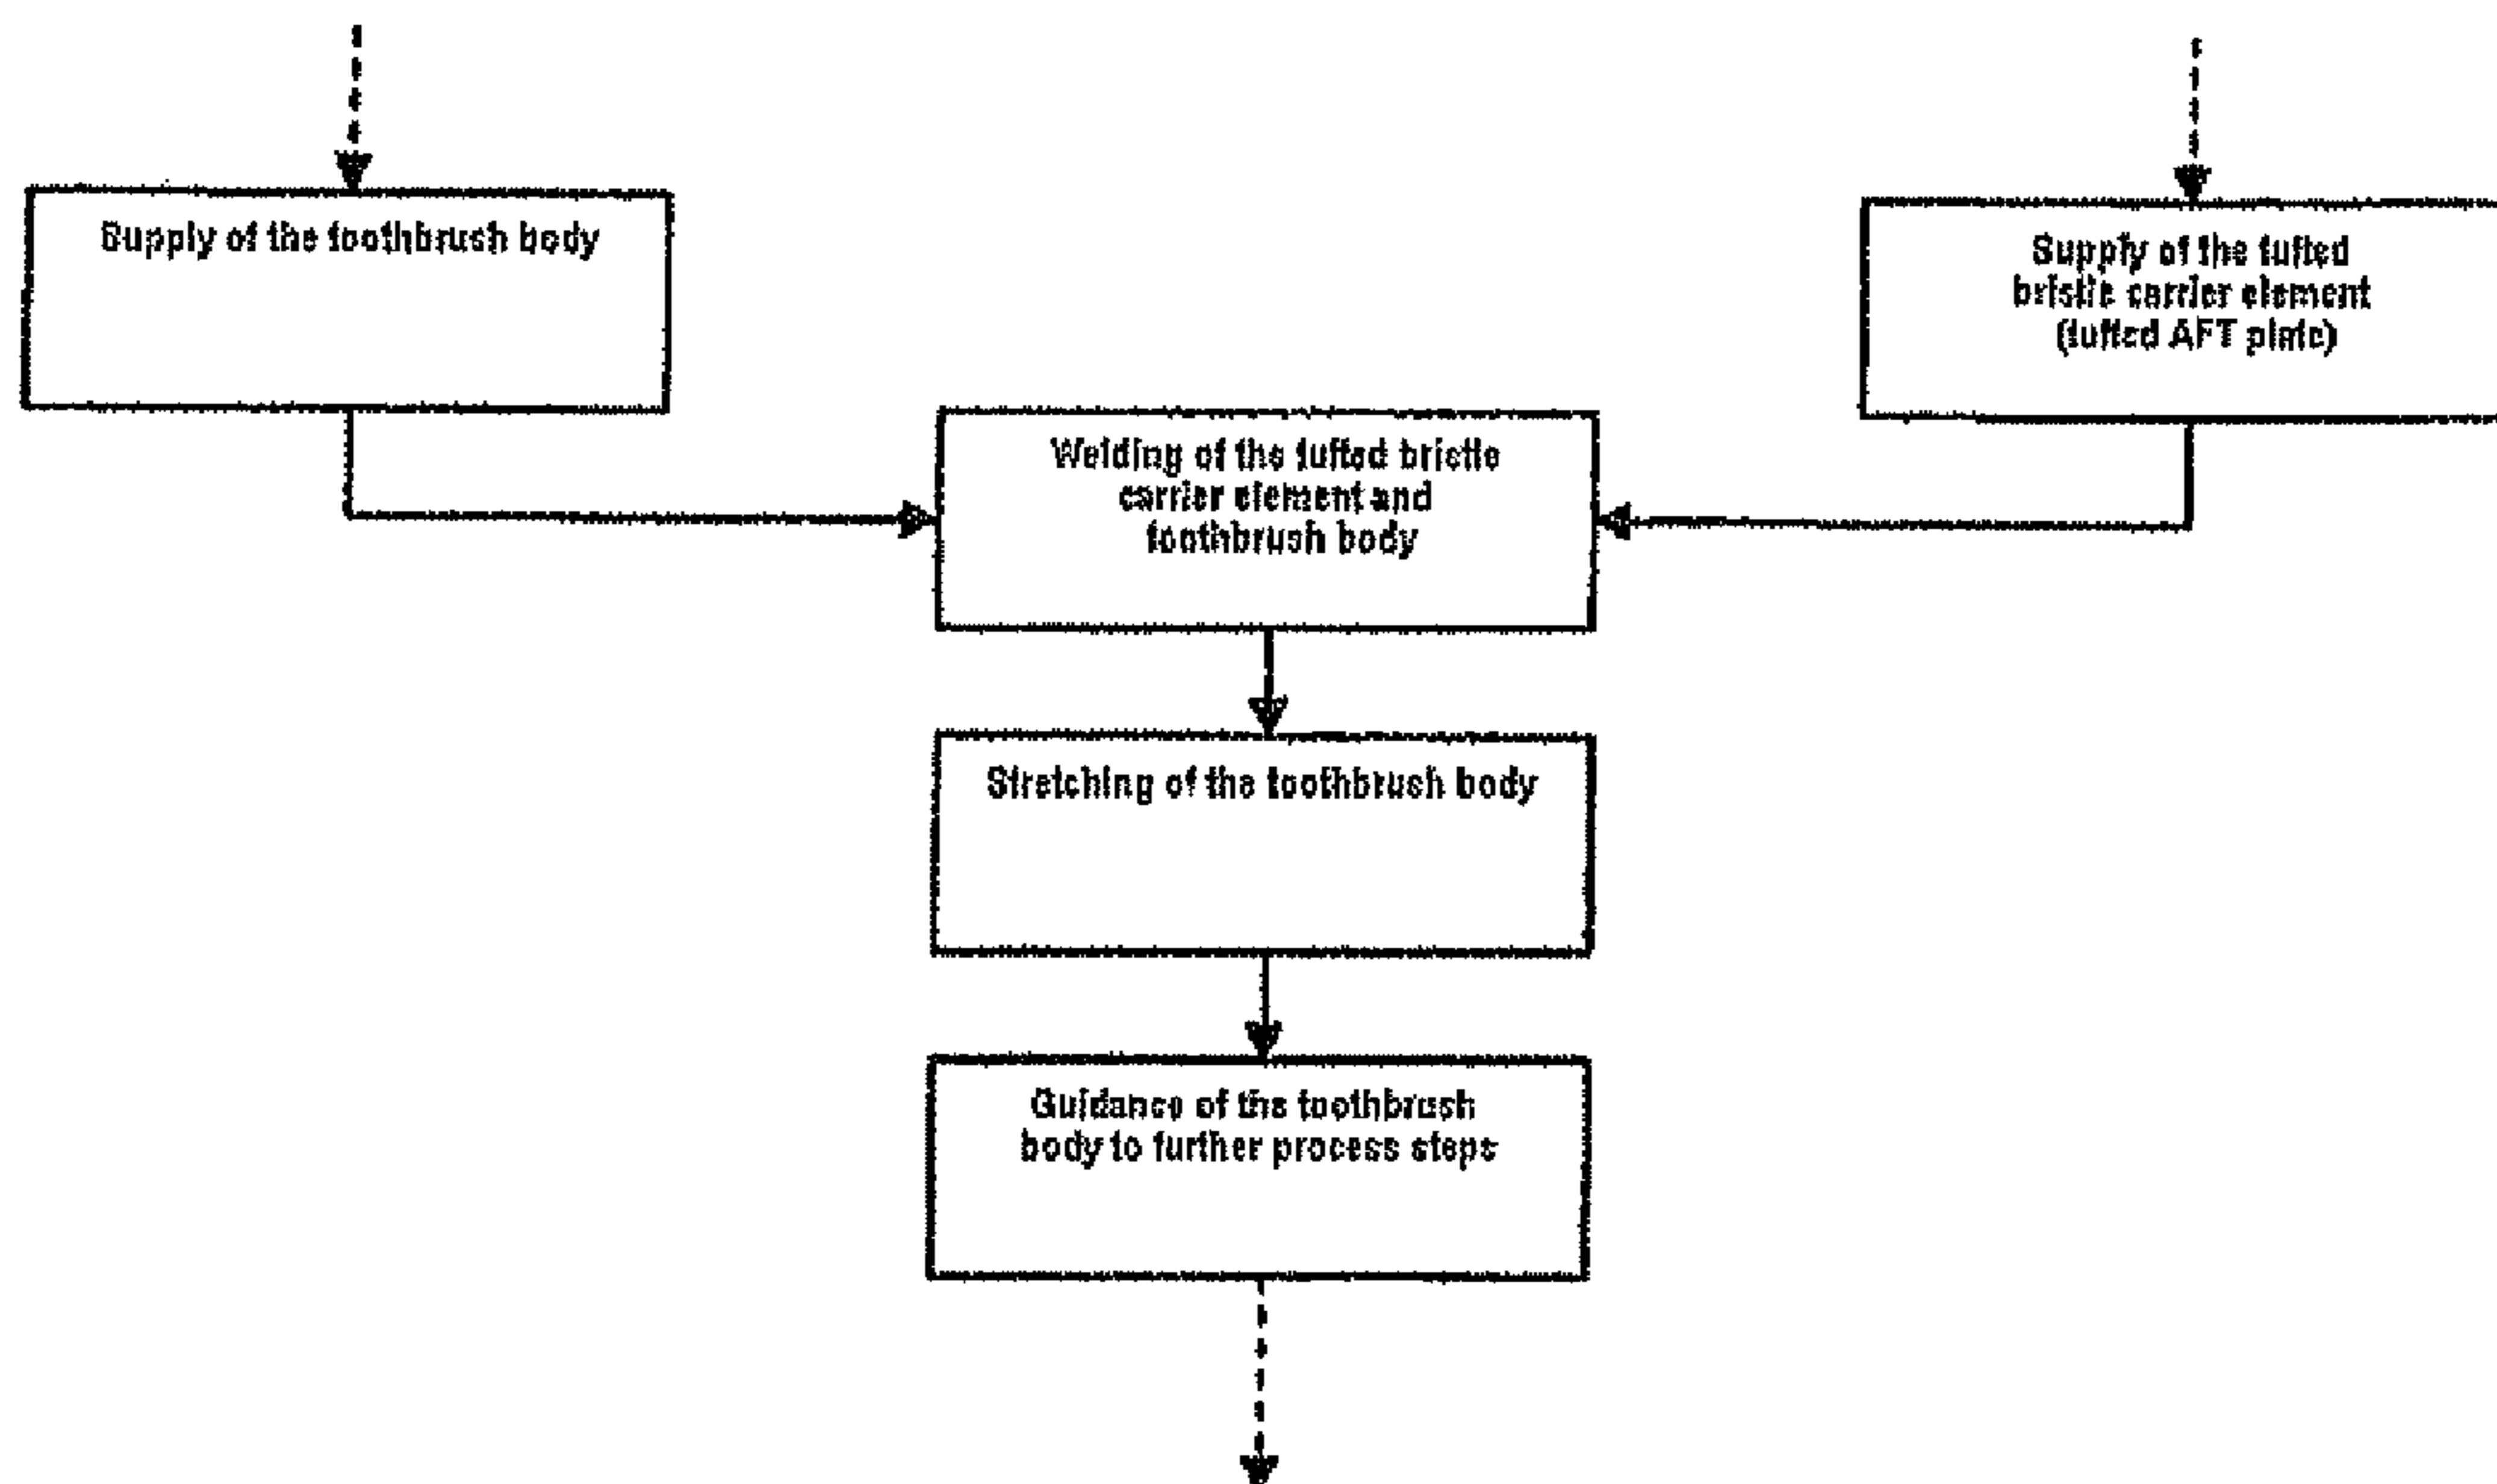 Supply of the toothbrush body
Supply of the tufted
bristle carrier element
(tufted AFT plate)
Welding of the tufted bristle
carrier element and
toothbrush body
Stretching of the toothbrush body
Guidance of the toothbrush
body to further process steps